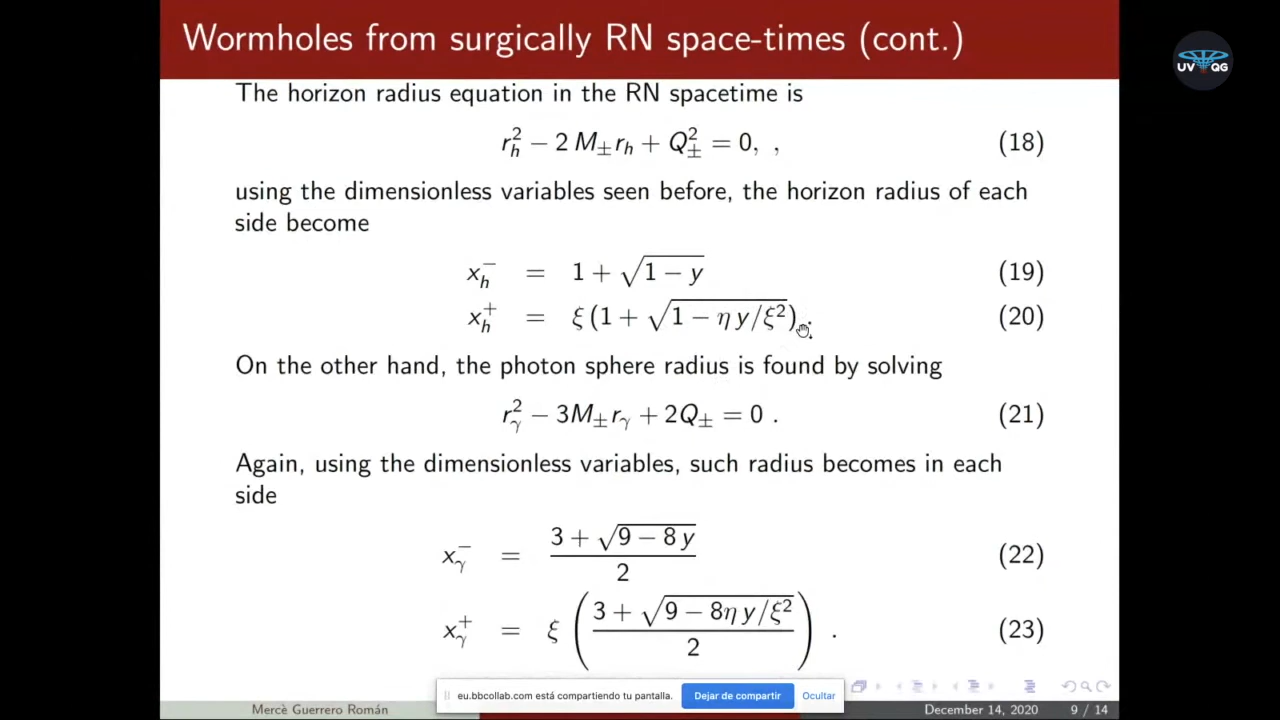 Wormholes from surgically RN space-times (cont.)
UV QG
The horizon radius equation in the RN spacetime is
r_h^2 − 2 M_± r_h + Q_±^2 = 0, , (18)
using the dimensionless variables seen before, the horizon radius of each
side become
x_h^− = 1 + √(1 − y) (19)
x_h^+ = ξ (1 + √(1 − η y/ξ²) . (20)
On the other hand, the photon sphere radius is found by solving
r_γ^2 − 3M_± r_γ + 2Q_± = 0 . (21)
Again, using the dimensionless variables, such radius becomes in each
side
x_γ^− = (3 + √(9 − 8 y))/2 (22)
x_γ^+ = ξ ((3 + √(9 − 8η y/ξ²))/2) . (23)
eu.bbcollab.com está compartiendo tu pantalla. Dejar de compartir Ocultar
Mercè Guerrero Román December 14, 2020 9 / 14